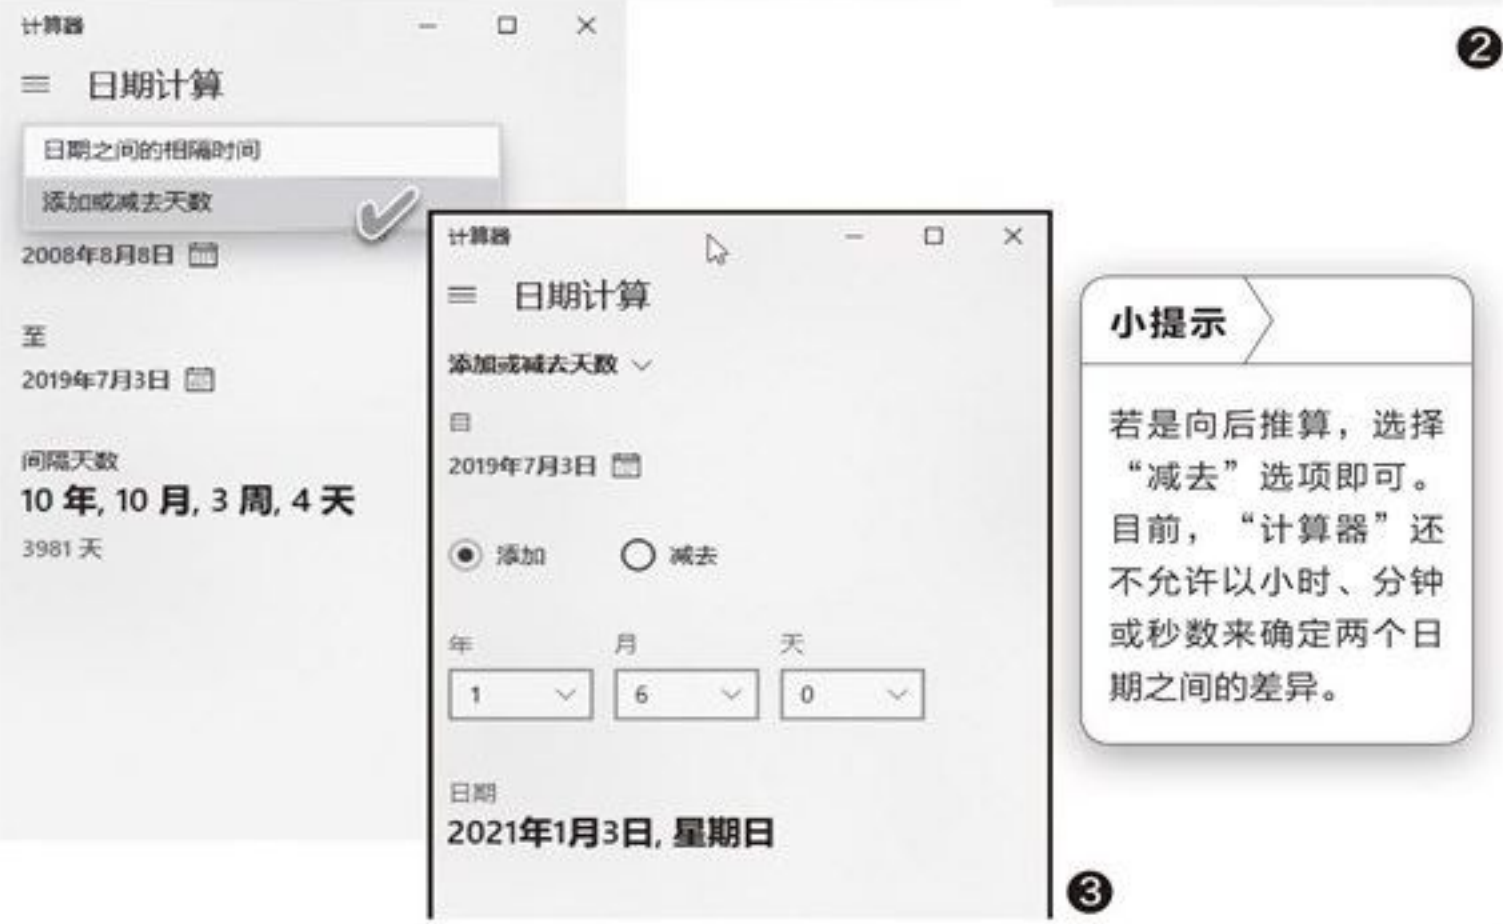 计算器
日期计算
日期之间的相隔时间
添加或减去天数
2008年8月8日
至
2019年7月3日
间隔天数
10 年, 10 月, 3 周, 4 天
3981 天
2
计算器
日期计算
添加或减去天数
自
2019年7月3日
添加 减去
年 月 天
1 6 0
日期
2021年1月3日, 星期日
3
小提示
若是向后推算，选择
“减去”选项即可。
目前，“计算器”还
不允许以小时、分钟
或秒数来确定两个日
期之间的差异。